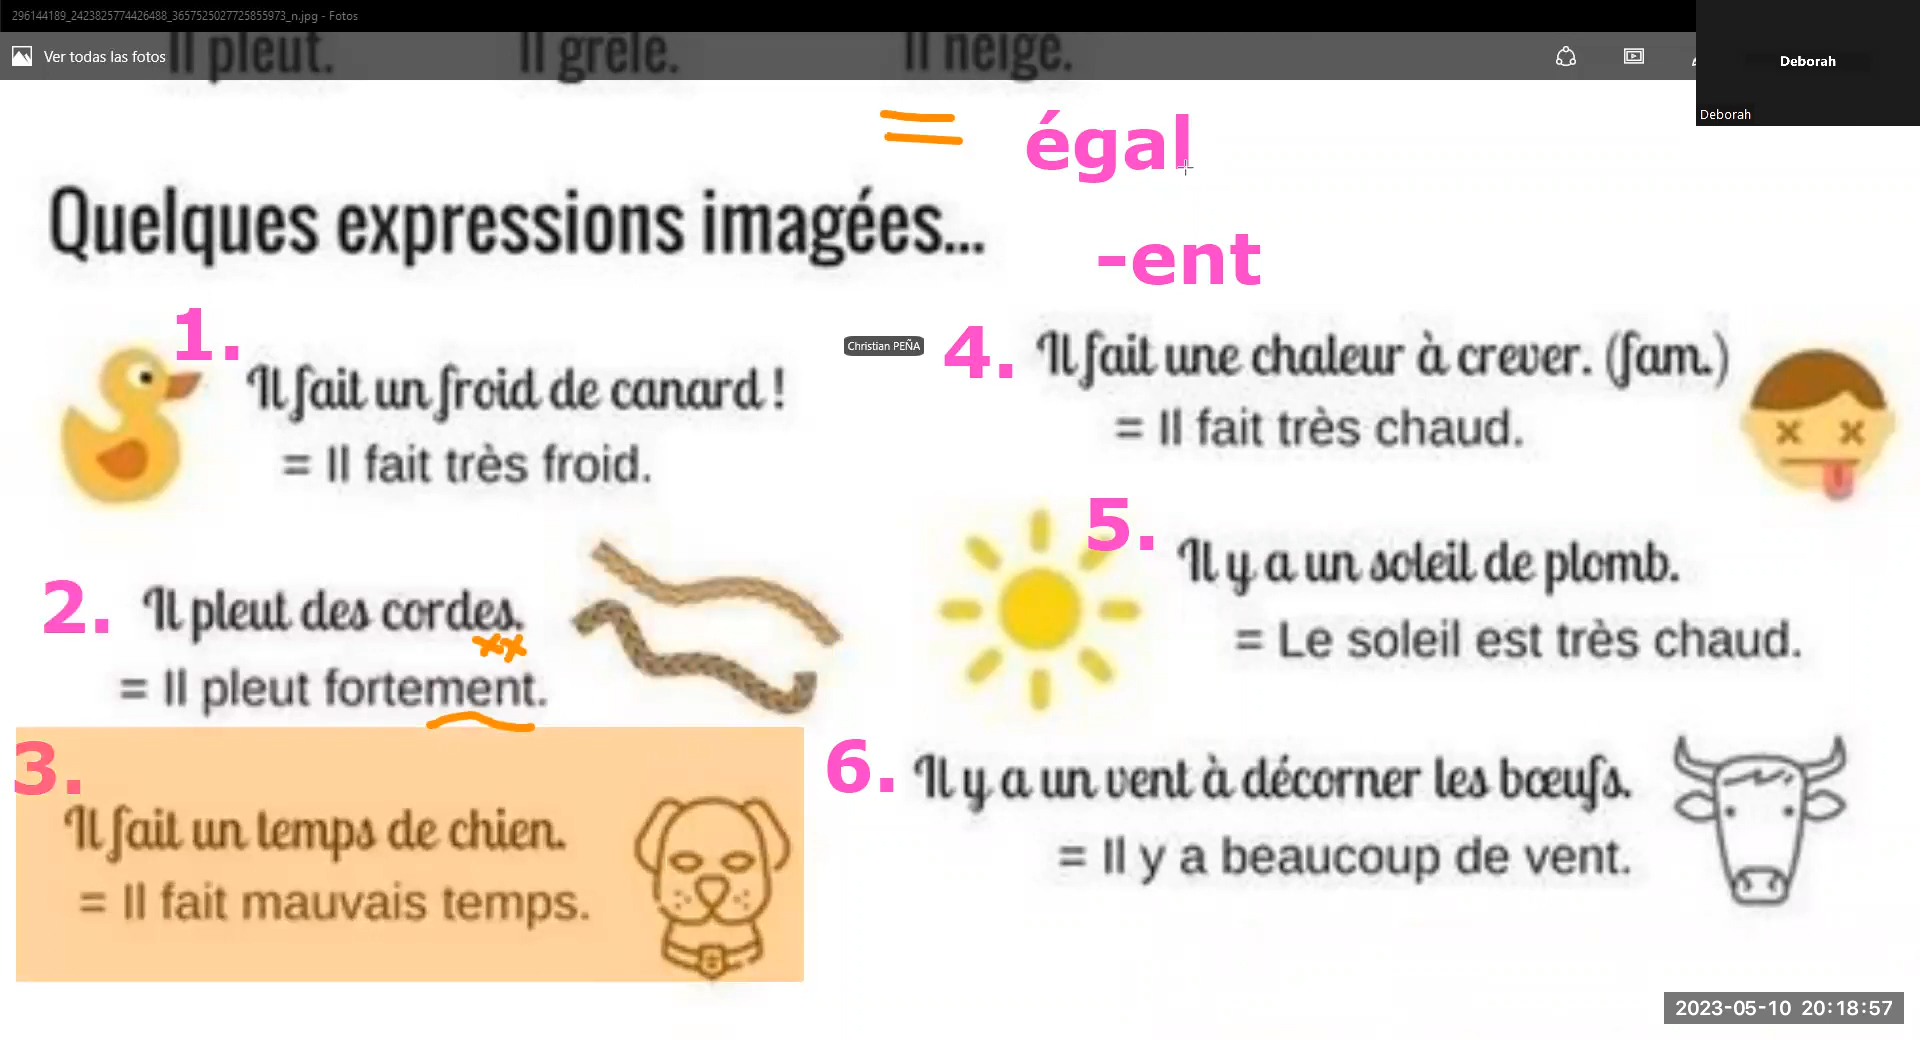 296144189_2423825774426488_3657525027725855973_n.jpg - Fotos
Ver todas las fotos
Il pleut.
Il grêle.
Il neige.
Deborah
Deborah
= égal
Quelques expressions imagées...
-ent
1. Il fait un froid de canard !
= Il fait très froid.
2. Il pleut des cordes.
= Il pleut fortement.
3.
Il fait un temps de chien.
= Il fait mauvais temps.
Christian PEÑA
4. Il fait une chaleur à crever. (fam.)
= Il fait très chaud.
5. Il y a un soleil de plomb.
= Le soleil est très chaud.
6. Il y a un vent à décorner les bœufs.
= Il y a beaucoup de vent.
2023-05-10 20:18:57